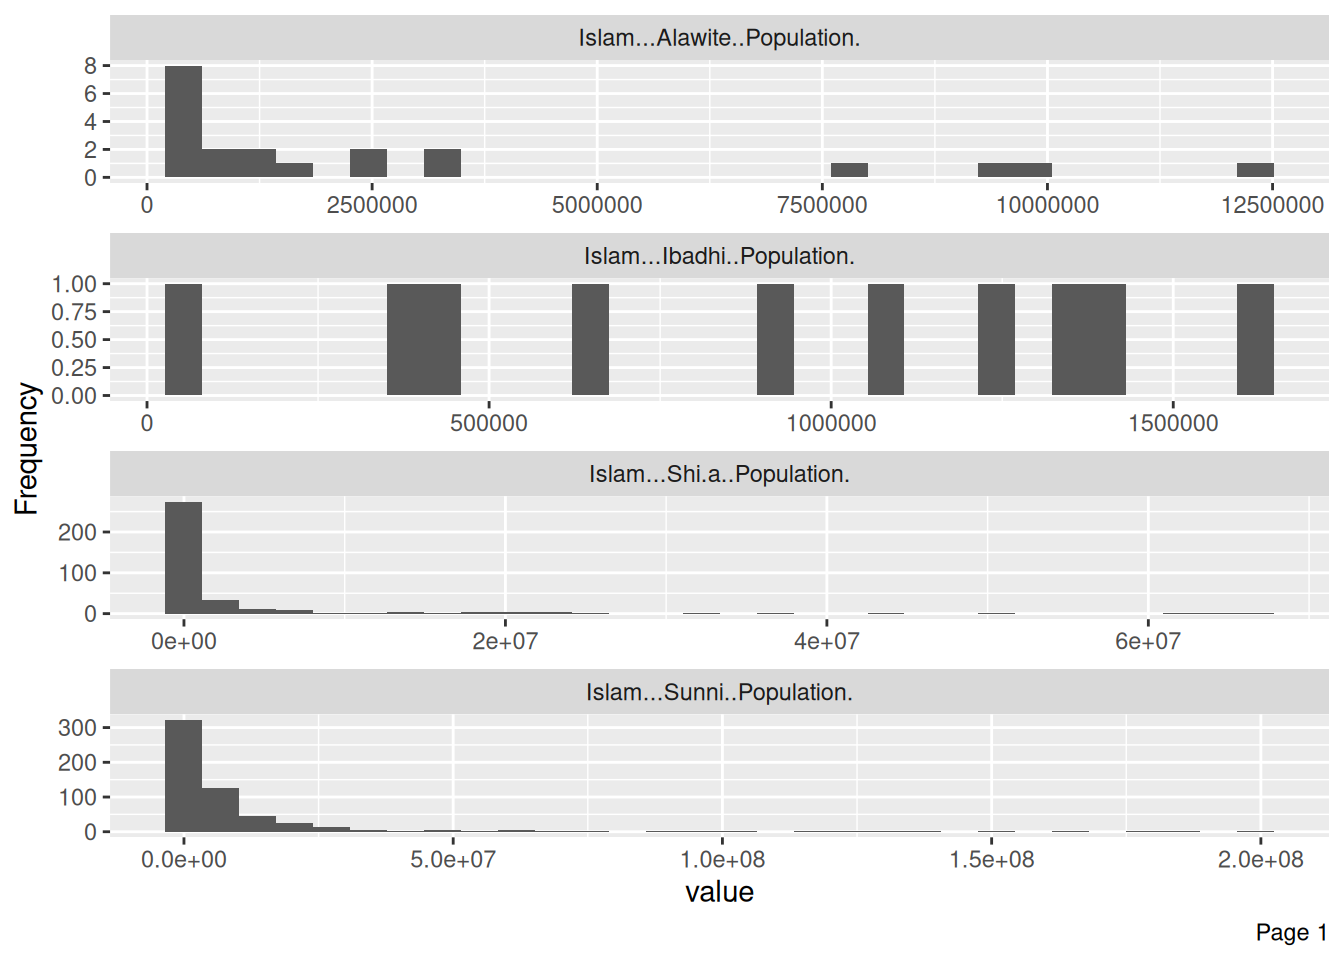 Islam...Alawite..Population.
8
6
4
2
0
0 2500000 5000000 7500000 10000000 12500000
Islam...Ibadhi..Population.
1.00
0.75
0.50
0.25
0.00
0 500000 1000000 1500000
Frequency
Islam...Shi.a..Population.
200
100
0
0e+00 2e+07 4e+07 6e+07
Islam...Sunni..Population.
300
200
100
0
0.0e+00 5.0e+07 1.0e+08 1.5e+08 2.0e+08
value
Page 1